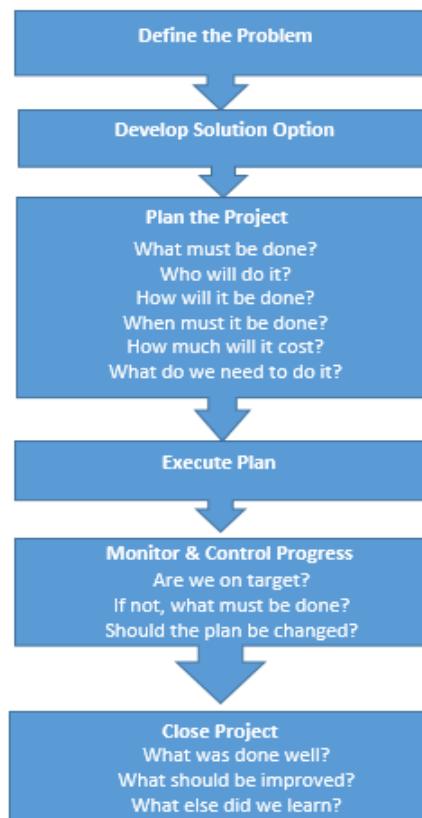 Define the Problem
Develop Solution Option
Plan the Project
What must be done?
Who will do it?
How will it be done?
When must it be done?
How much will it cost?
What do we need to do it?
Execute Plan
Monitor & Control Progress
Are we on target?
If not, what must be done?
Should the plan be changed?
Close Project
What was done well?
What should be improved?
What else did we learn?